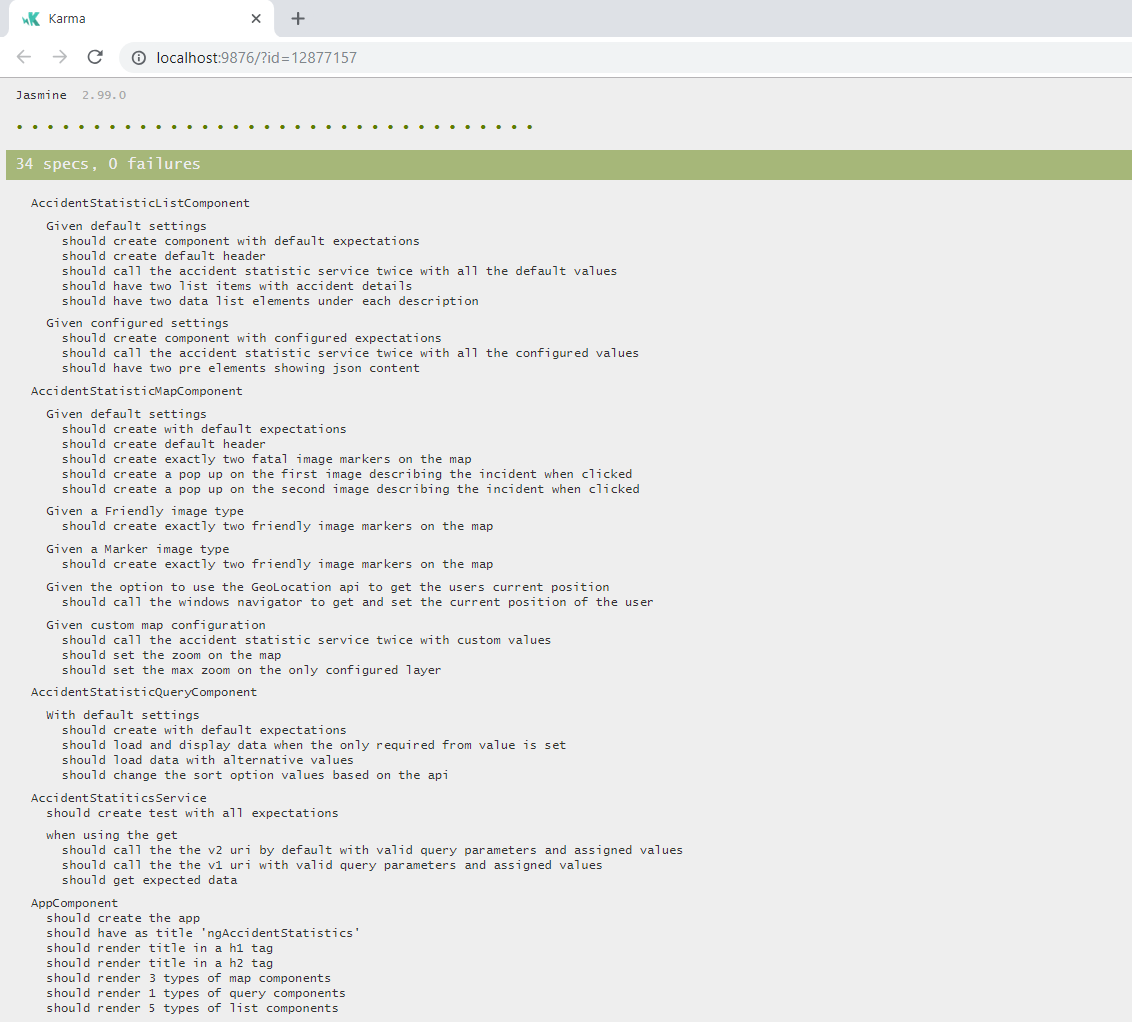 Karma
localhost:9876/?id=12877157
Jasmine 2.99.0
34 specs, 0 failures
AccidentStatisticListComponent
Given default settings
should create component with default expectations
should create default header
should call the accident statistic service twice with all the default values
should have two list items with accident details
should have two data list elements under each description
Given configured settings
should create component with configured expectations
should call the accident statistic service twice with all the configured values
should have two pre elements showing json content
AccidentStatisticMapComponent
Given default settings
should create with default expectations
should create default header
should create exactly two fatal image markers on the map
should create a pop up on the first image describing the incident when clicked
should create a pop up on the second image describing the incident when clicked
Given a Friendly image type
should create exactly two friendly image markers on the map
Given a Marker image type
should create exactly two friendly image markers on the map
Given the option to use the GeoLocation api to get the users current position
should call the windows navigator to get and set the current position of the user
Given custom map configuration
should call the accident statistic service twice with custom values
should set the zoom on the map
should set the max zoom on the only configured layer
AccidentStatisticQueryComponent
With default settings
should create with default expectations
should load and display data when the only required from value is set
should load data with alternative values
should change the sort option values based on the api
AccidentStatiticsService
should create test with all expectations
when using the get
should call the the v2 uri by default with valid query parameters and assigned values
should call the the v1 uri with valid query parameters and assigned values
should get expected data
AppComponent
should create the app
should have as title 'ngAccidentStatistics'
should render title in a h1 tag
should render title in a h2 tag
should render 3 types of map components
should render 1 types of query components
should render 5 types of list components